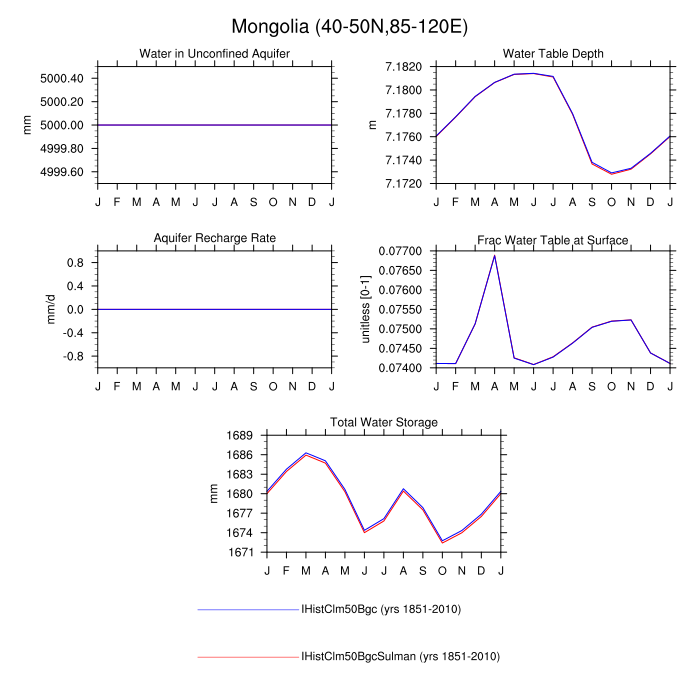 Mongolia (40-50N,85-120E)
Water in Unconfined Aquifer
5000.40
5000.20
5000.00
4999.80
4999.60
mm
J F M A M J J A S O N D J
Water Table Depth
7.1820
7.1800
7.1780
7.1760
7.1740
7.1720
m
J F M A M J J A S O N D J
Aquifer Recharge Rate
0.8
0.4
0.0
-0.4
-0.8
mm/d
J F M A M J J A S O N D J
Frac Water Table at Surface
0.07700
0.07650
0.07600
0.07550
0.07500
0.07450
0.07400
unitless [0-1]
J F M A M J J A S O N D J
Total Water Storage
1689
1686
1683
1680
1677
1674
1671
mm
J F M A M J J A S O N D J
IHistClm50Bgc (yrs 1851-2010)
IHistClm50BgcSulman (yrs 1851-2010)